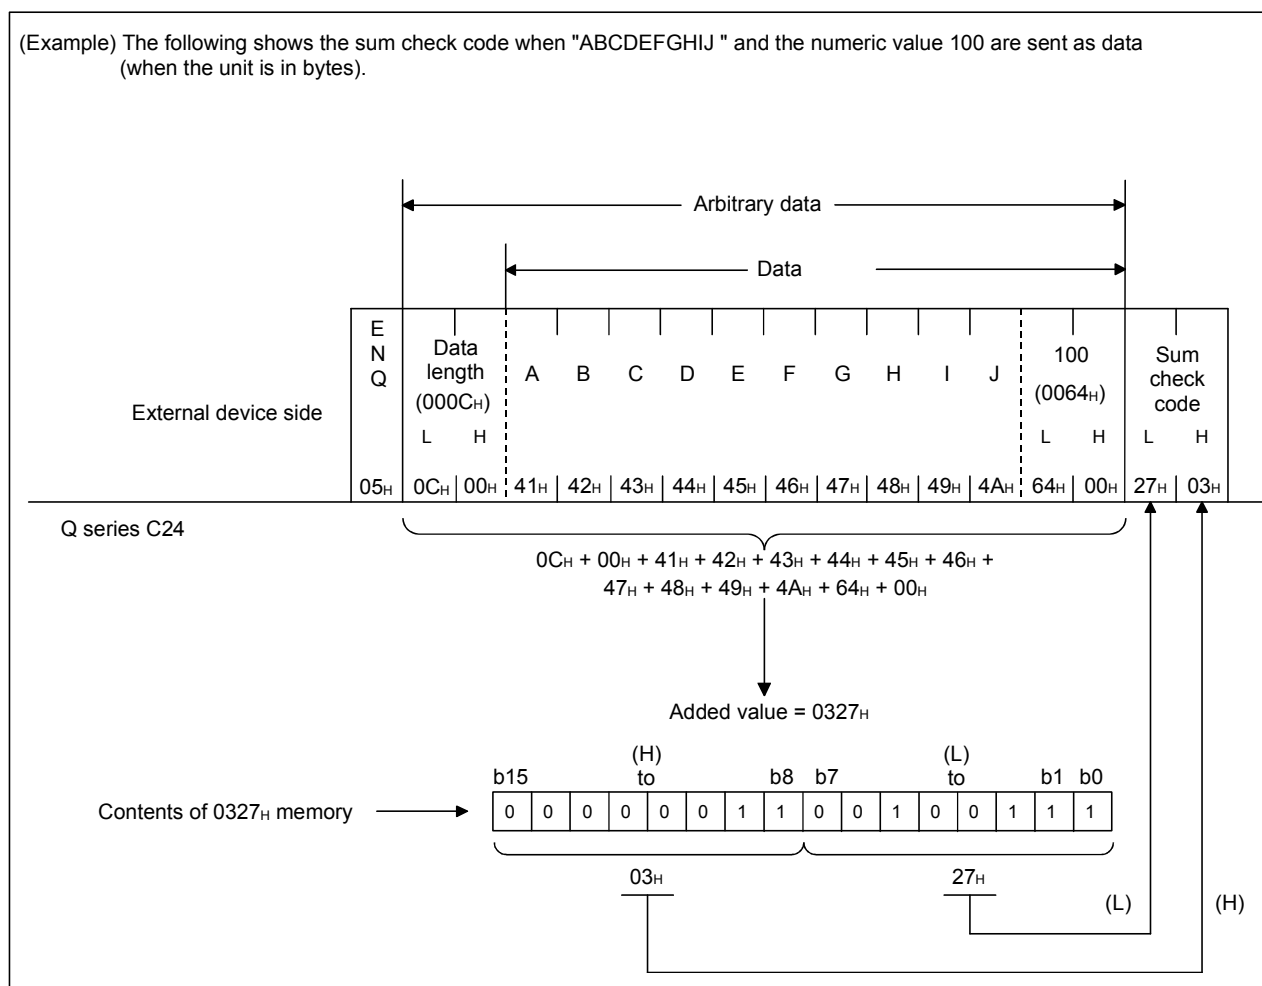 (Example) The following shows the sum check code when "ABCDEFGHIJ " and the numeric value 100 are sent as data
(when the unit is in bytes).
Arbitrary data
Data
External device side
E
N
Q
Data
length
(000CH)
L H
A B C D E F G H I J
100
(0064H)
L H
Sum
check
code
L H
05H 0CH 00H 41H 42H 43H 44H 45H 46H 47H 48H 49H 4AH 64H 00H 27H 03H
Q series C24
0CH + 00H + 41H + 42H + 43H + 44H + 45H + 46H +
47H + 48H + 49H + 4AH + 64H + 00H
Added value = 0327H
(H) (L)
b15 to b8 b7 to b1 b0
Contents of 0327H memory
0 0 0 0 0 0 1 1 0 0 1 0 0 1 1 1
03H 27H
(L) (H)